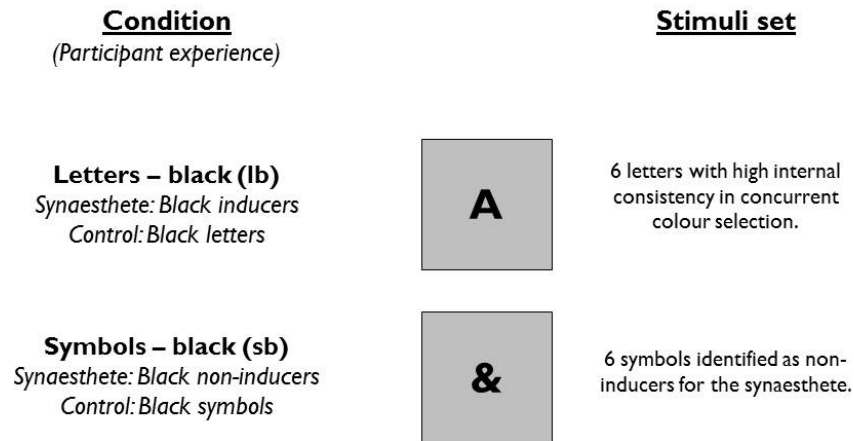 Condition
(Participant experience)
Stimuli set
Letters – black (lb)
Synaesthete: Black inducers
Control: Black letters
A
6 letters with high internal
consistency in concurrent
colour selection.
Symbols – black (sb)
Synaesthete: Black non-inducers
Control: Black symbols
&
6 symbols identified as non-
inducers for the synaesthete.